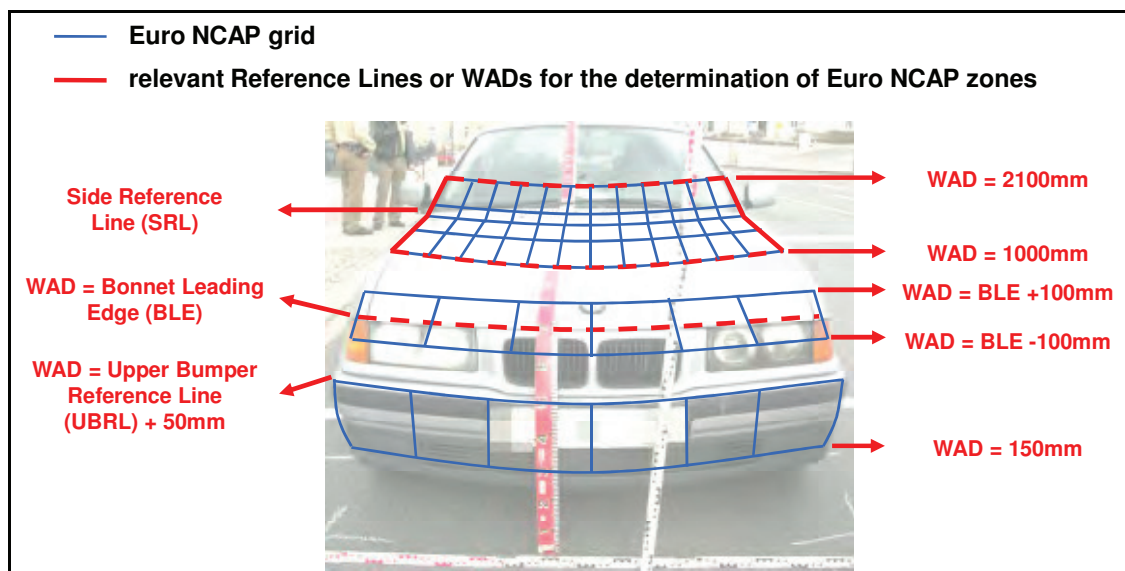 Euro NCAP grid
relevant Reference Lines or WADs for the determination of Euro NCAP zones
Side Reference
Line (SRL)
WAD = Bonnet Leading
Edge (BLE)
WAD = Upper Bumper
Reference Line
(UBRL) + 50mm
WAD = 2100mm
WAD = 1000mm
WAD = BLE +100mm
WAD = BLE -100mm
WAD = 150mm